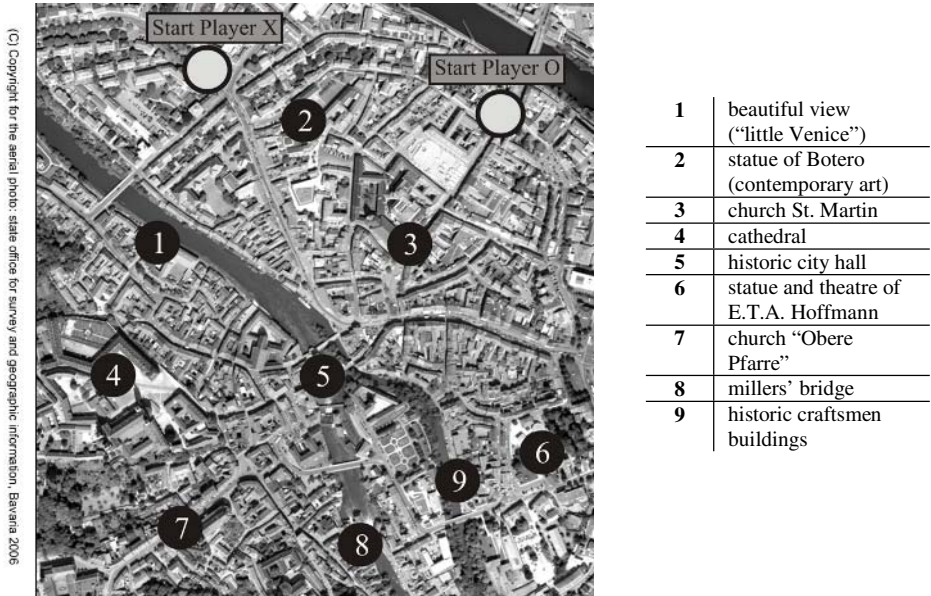 (C) Copyright for the aerial photo: state office for survey and geographic information, Bavaria 2006
Start Player X
Start Player O
2
1
3
4
5
6
9
7
8
1 beautiful view
(“little Venice”)
2 statue of Botero
(contemporary art)
3 church St. Martin
4 cathedral
5 historic city hall
6 statue and theatre of
E.T.A. Hoffmann
7 church “Obere
Pfarre”
8 millers’ bridge
9 historic craftsmen
buildings